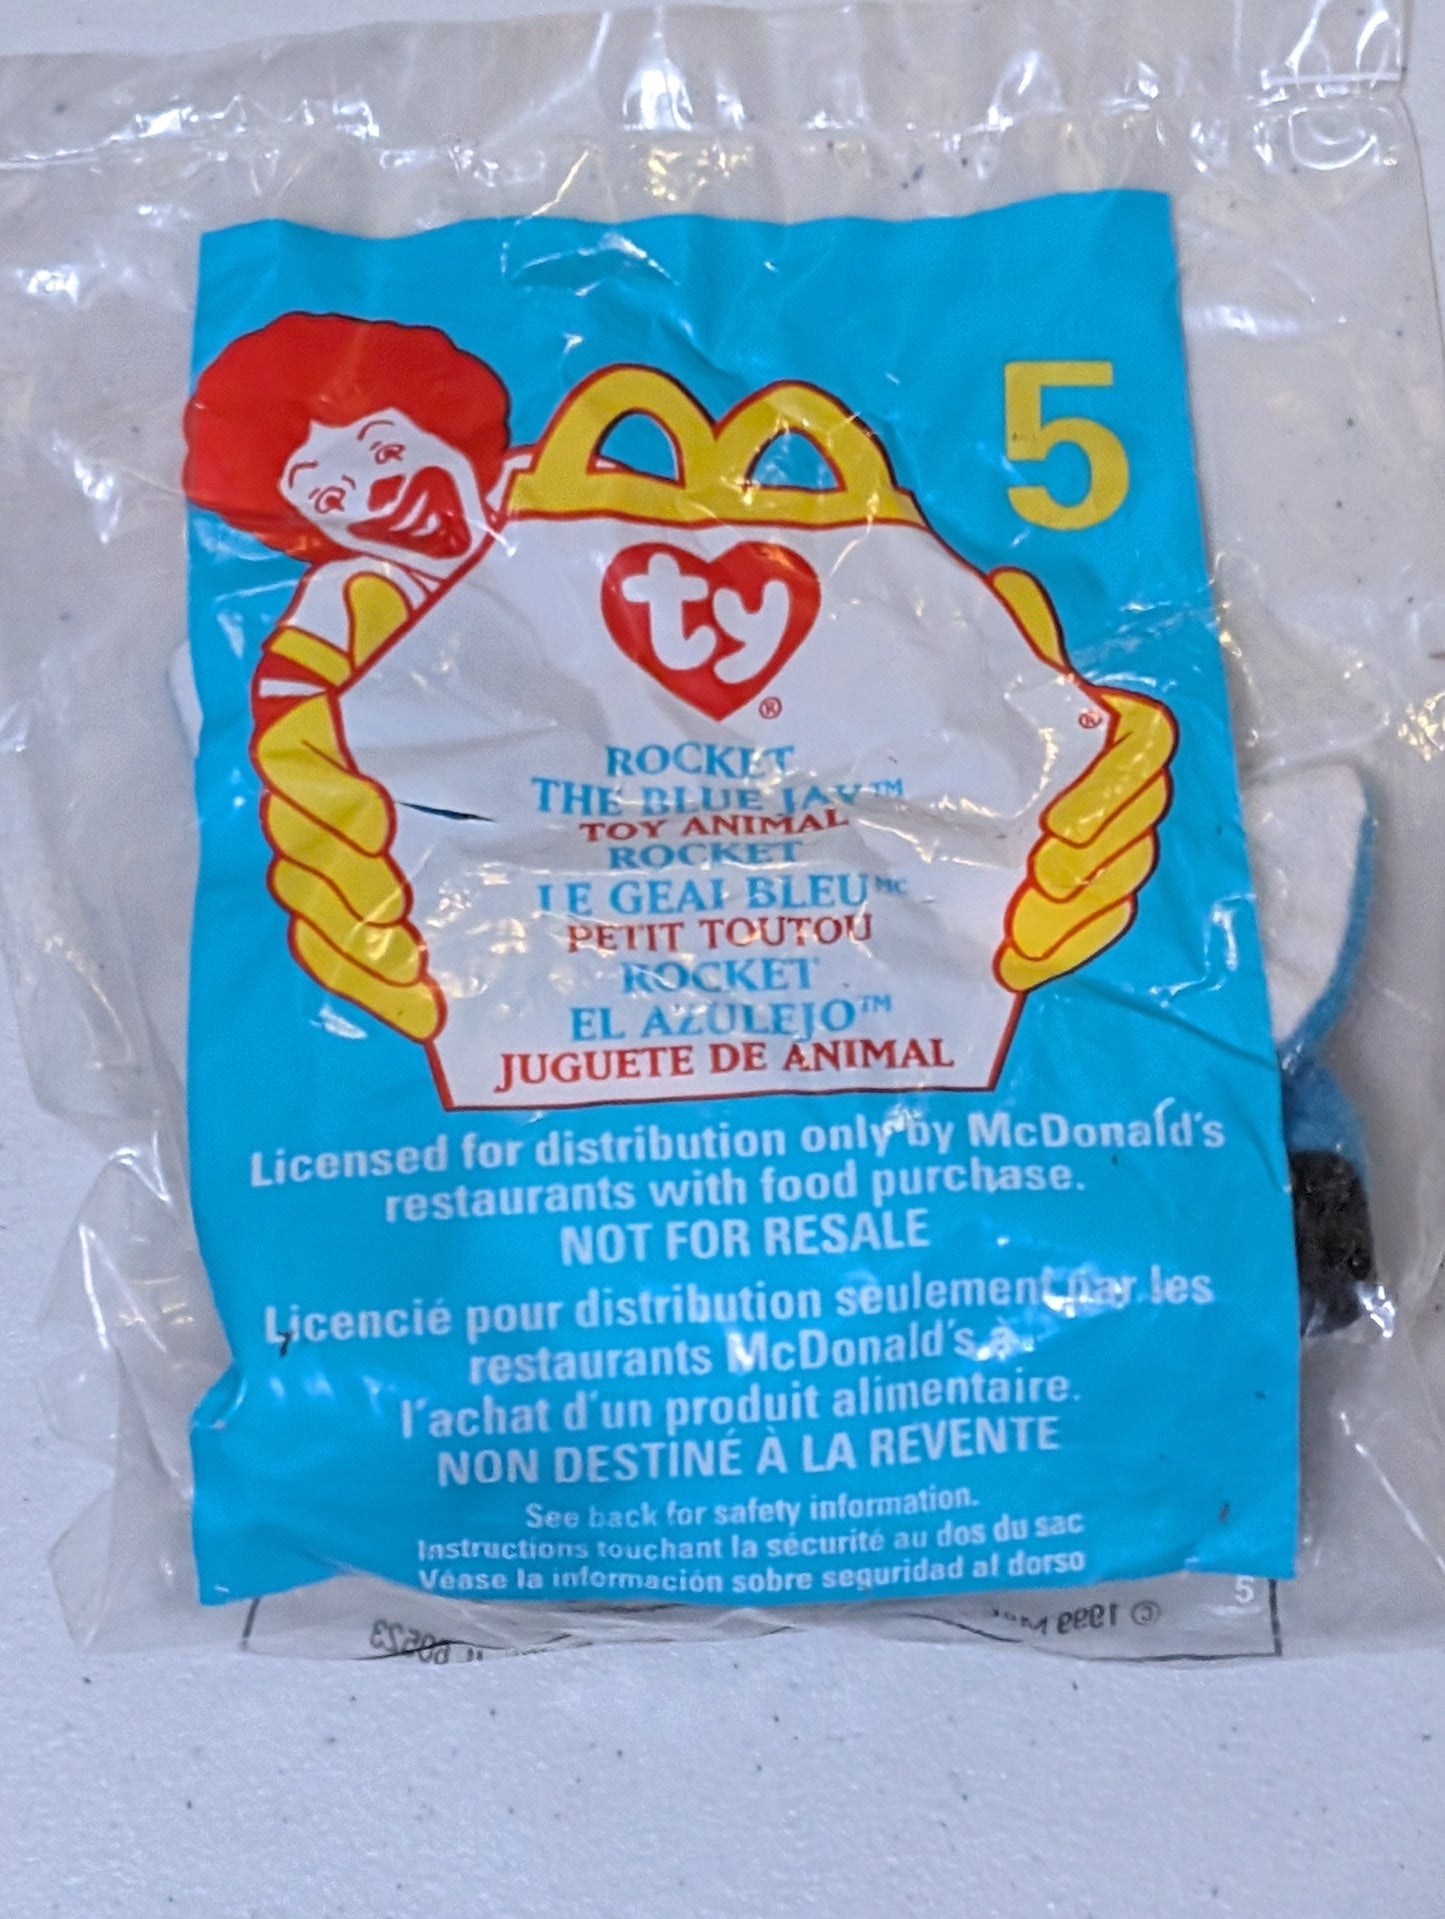 5
ty®
®
ROCKET
THE BLUE JAY™
TOY ANIMAL
ROCKET
LE GEAI BLEU MC
PETIT TOUTOU
ROCKET
EL AZULEJO™
JUGUETE DE ANIMAL
Licensed for distribution only by McDonald's
restaurants with food purchase.
NOT FOR RESALE
Licencié pour distribution seulement par les
restaurants McDonald's à
l'achat d'un produit alimentaire.
NON DESTINÉ À LA REVENTE
See back for safety information.
Instructions touchant la sécurité au dos du sac
Véase la información sobre seguridad al dorso
5
© 1999